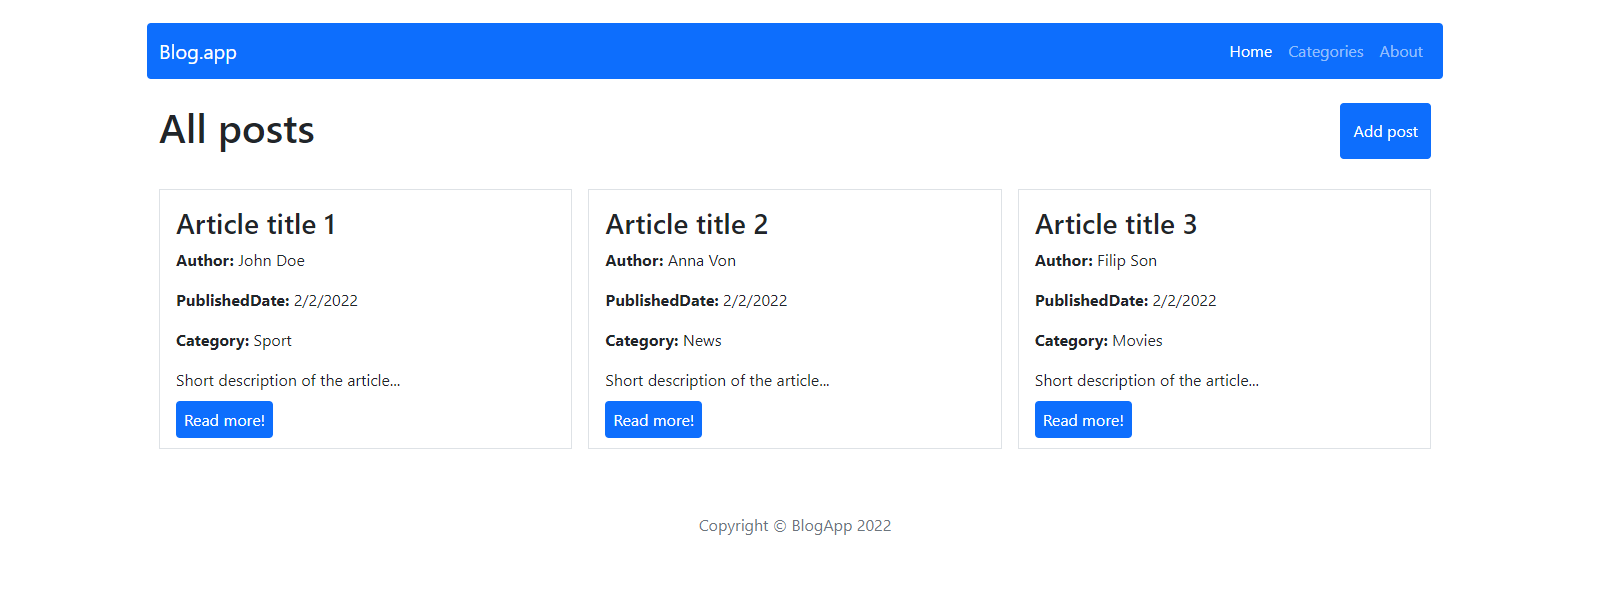 Blog.app
Home Categories About
All posts
Add post
Article title 1
Author: John Doe
PublishedDate: 2/2/2022
Category: Sport
Short description of the article...
Read more!
Article title 2
Author: Anna Von
PublishedDate: 2/2/2022
Category: News
Short description of the article...
Read more!
Article title 3
Author: Filip Son
PublishedDate: 2/2/2022
Category: Movies
Short description of the article...
Read more!
Copyright © BlogApp 2022